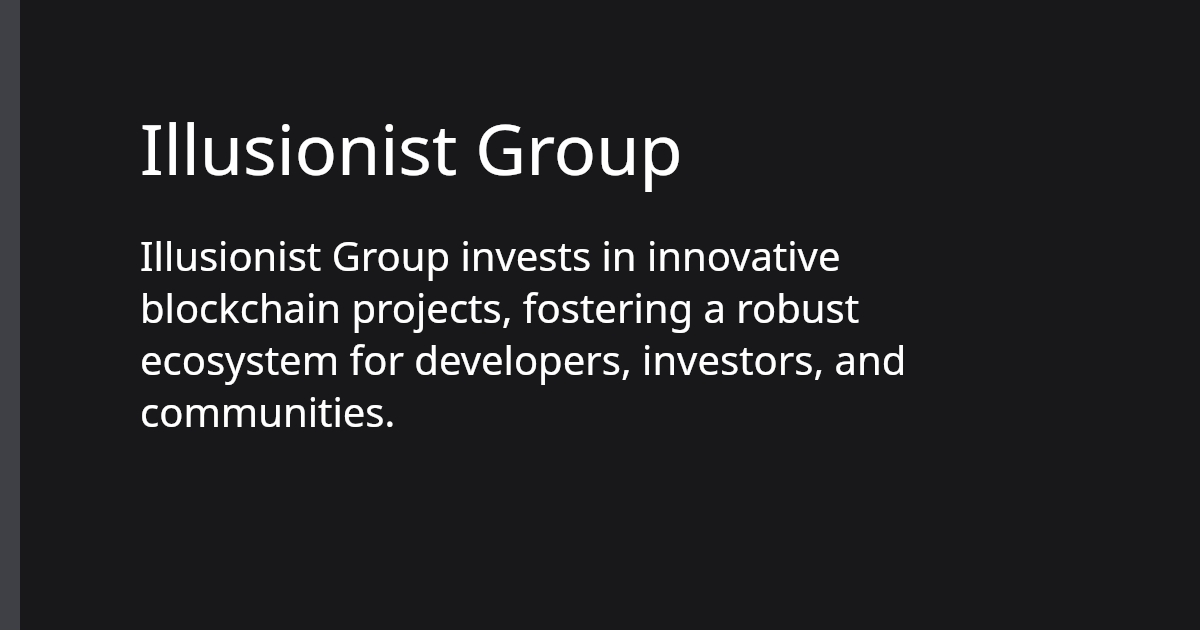 Illusionist Group
Illusionist Group invests in innovative
blockchain projects, fostering a robust
ecosystem for developers, investors, and
communities.